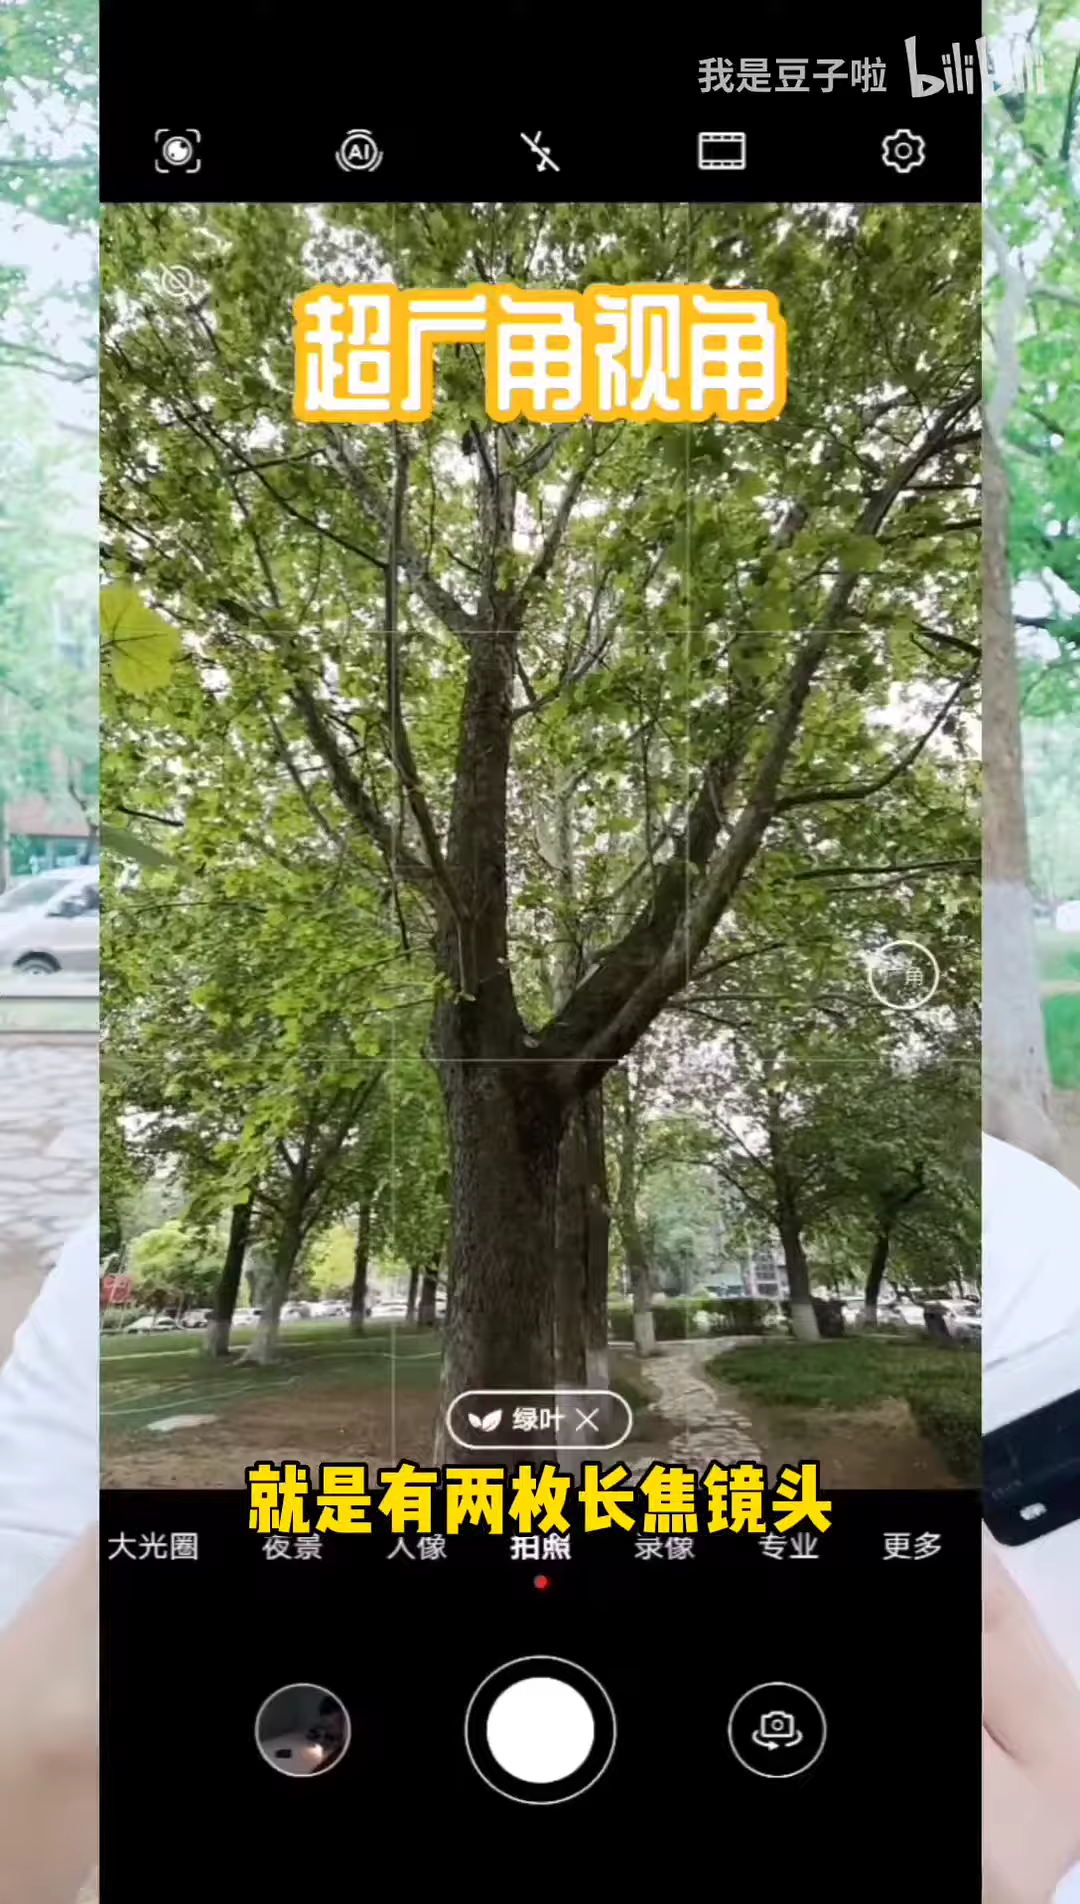 我是豆子啦 bilibili
AI
超广角视角
广角
绿叶
就是有两枚长焦镜头
大光圈 夜景 人像 拍照 录像 专业 更多